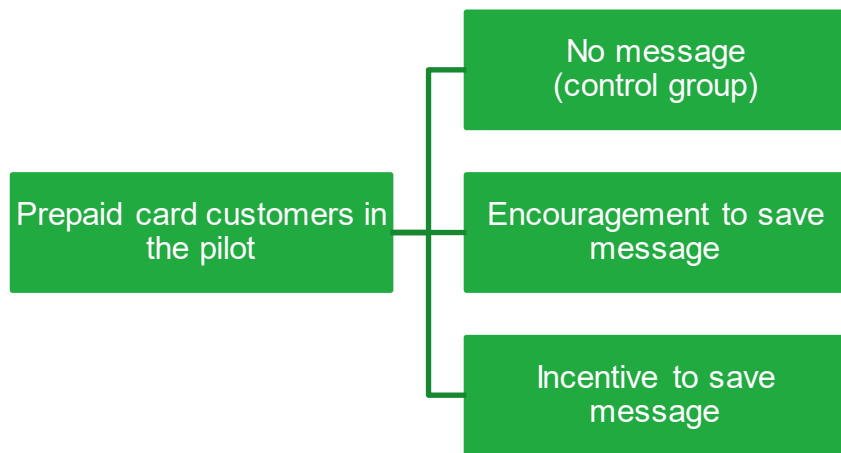 No message
(control group)
Prepaid card customers in
the pilot
Encouragement to save
message
Incentive to save
message